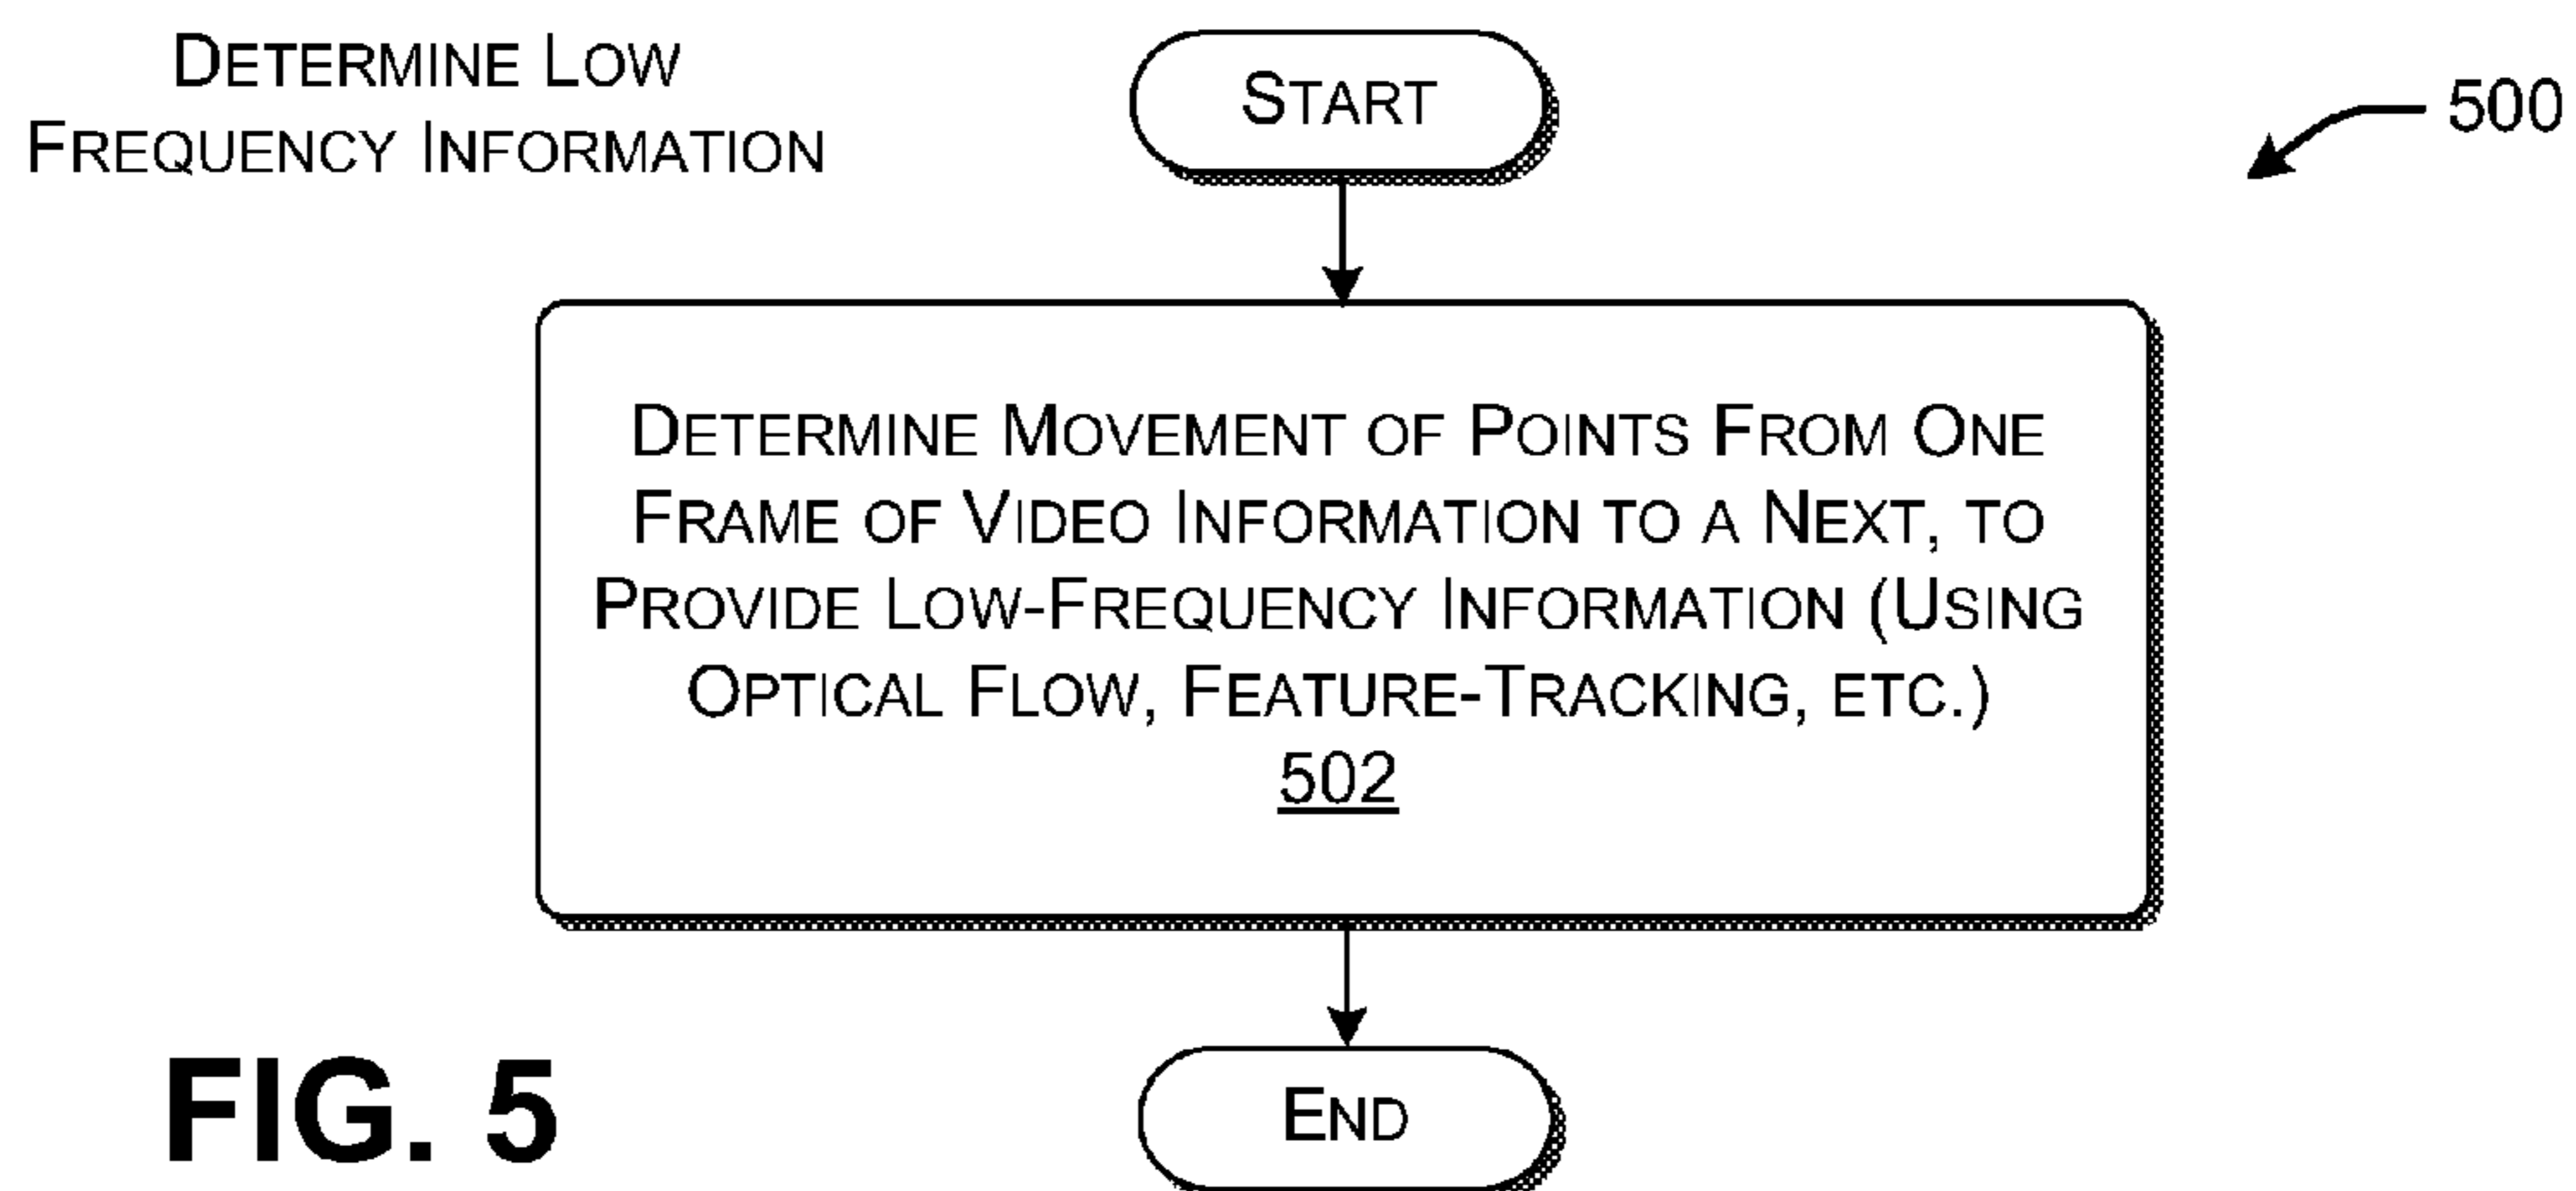 DETERMINE LOW
FREQUENCY INFORMATION
START
500
DETERMINE MOVEMENT OF POINTS FROM ONE
FRAME OF VIDEO INFORMATION TO A NEXT, TO
PROVIDE LOW-FREQUENCY INFORMATION (USING
OPTICAL FLOW, FEATURE-TRACKING, ETC.)
502
END
FIG. 5